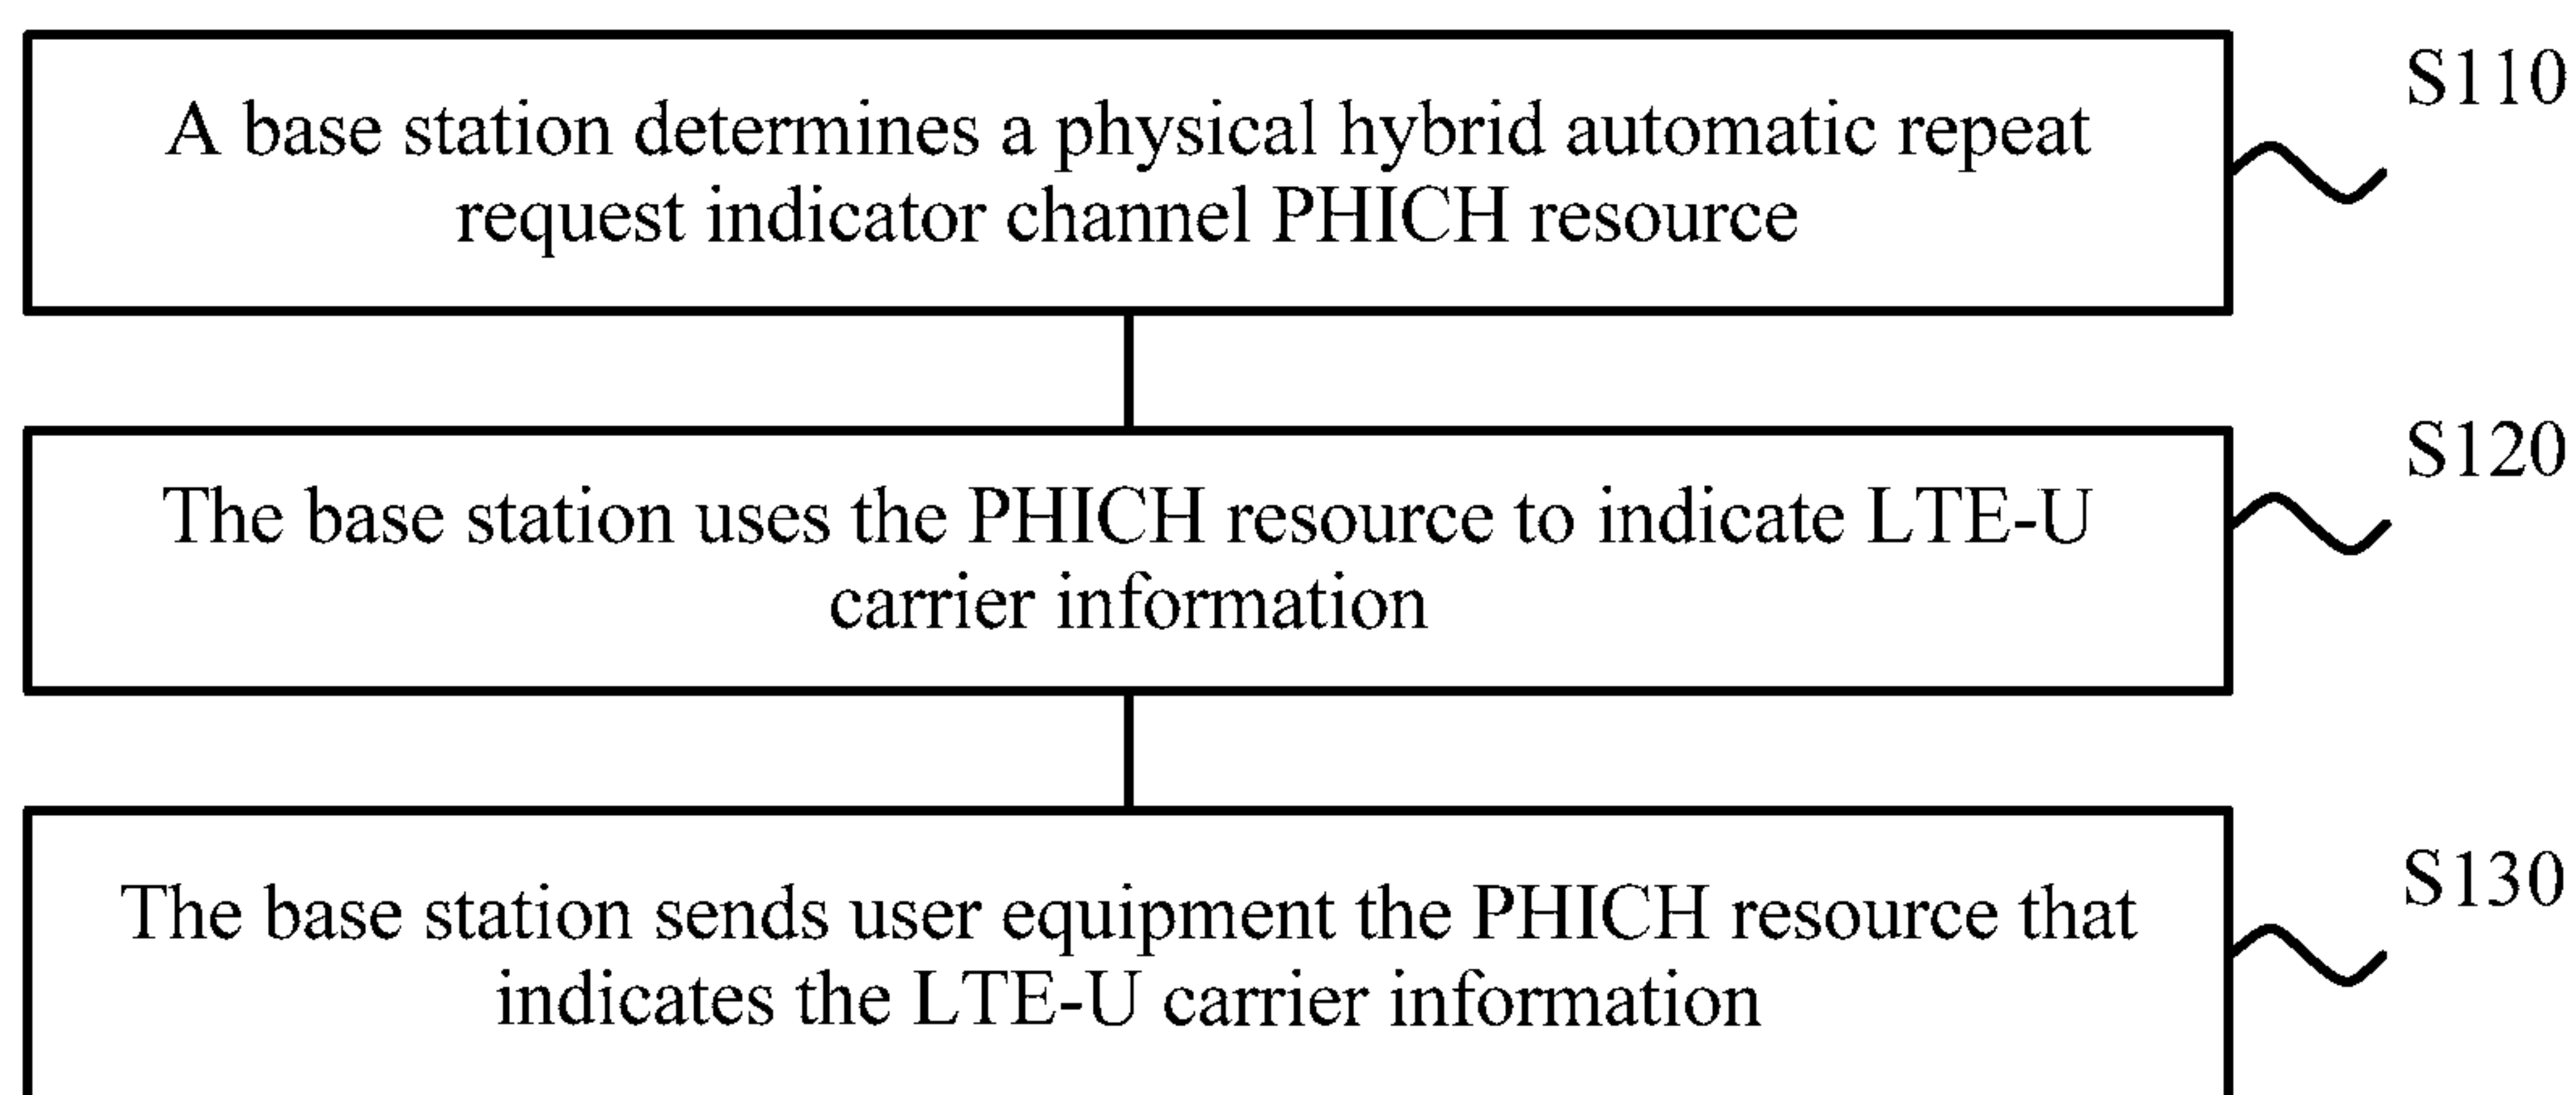 A base station determines a physical hybrid automatic repeat
request indicator channel PHICH resource
S110
The base station uses the PHICH resource to indicate LTE-U
carrier information
S120
The base station sends user equipment the PHICH resource that
indicates the LTE-U carrier information
S130